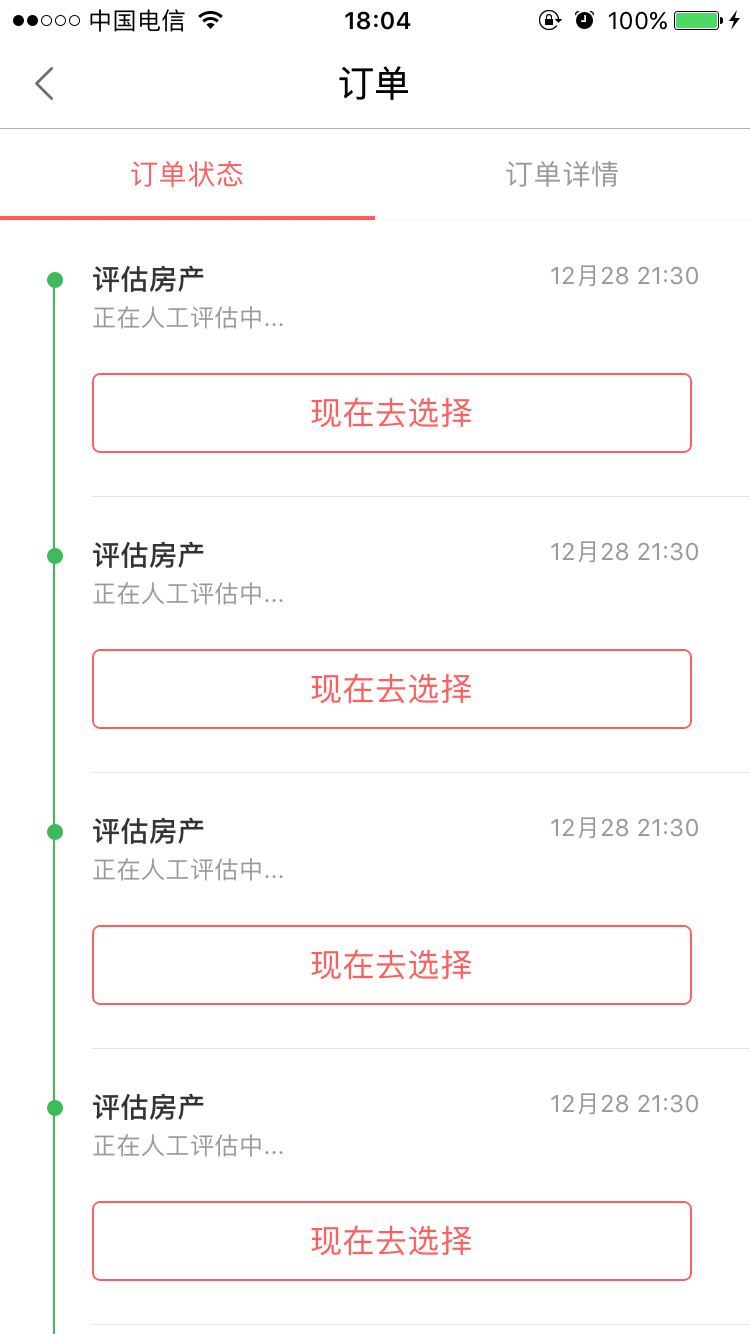 中国电信 18:04 100%
订单
订单状态 订单详情
评估房产 12月28 21:30
正在人工评估中...
现在去选择
评估房产 12月28 21:30
正在人工评估中...
现在去选择
评估房产 12月28 21:30
正在人工评估中...
现在去选择
评估房产 12月28 21:30
正在人工评估中...
现在去选择